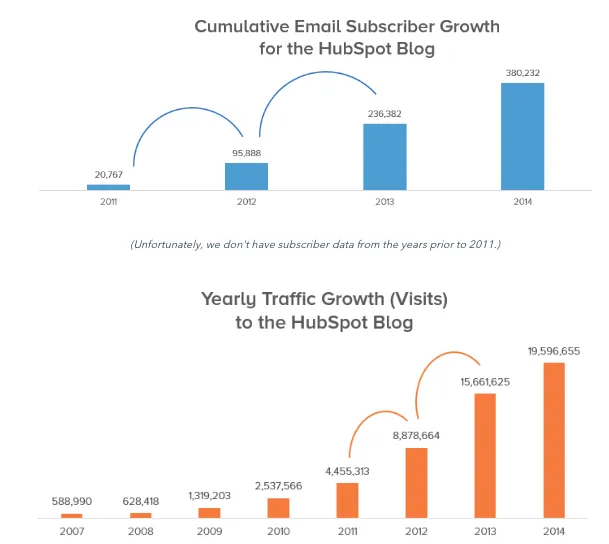 Cumulative Email Subscriber Growth
for the HubSpot Blog
380,232
236,382
95,888
20,767
2011 2012 2013 2014
(Unfortunately, we don't have subscriber data from the years prior to 2011.)
Yearly Traffic Growth (Visits)
to the HubSpot Blog
19,596,655
15,661,625
8,878,664
4,455,313
2,537,566
1,319,203
588,990 628,418
2007 2008 2009 2010 2011 2012 2013 2014